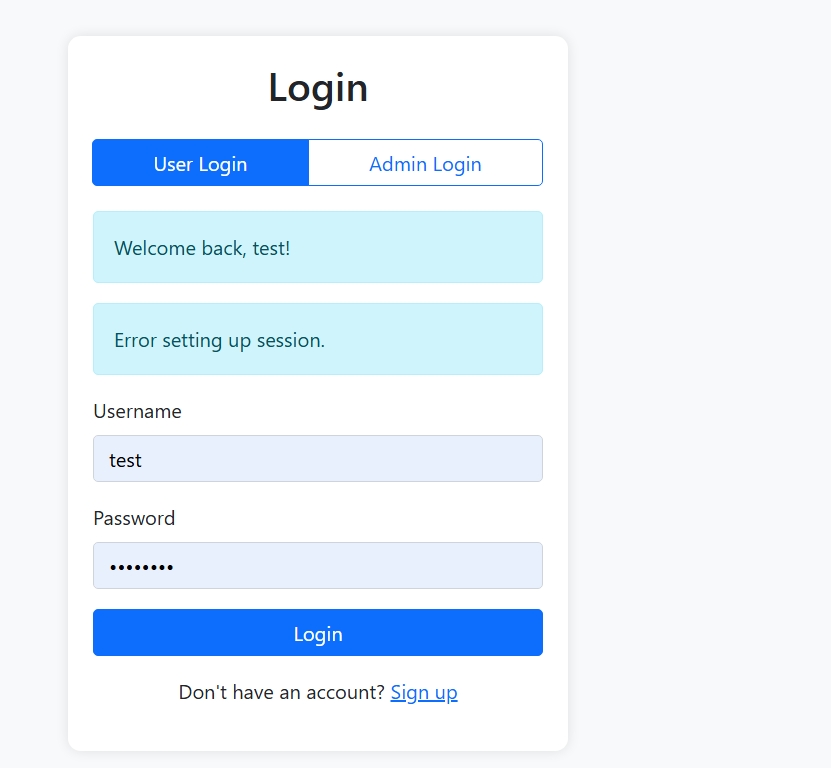 Login
User Login Admin Login
Welcome back, test!
Error setting up session.
Username
test
Password
••••••••
Login
Don't have an account? Sign up